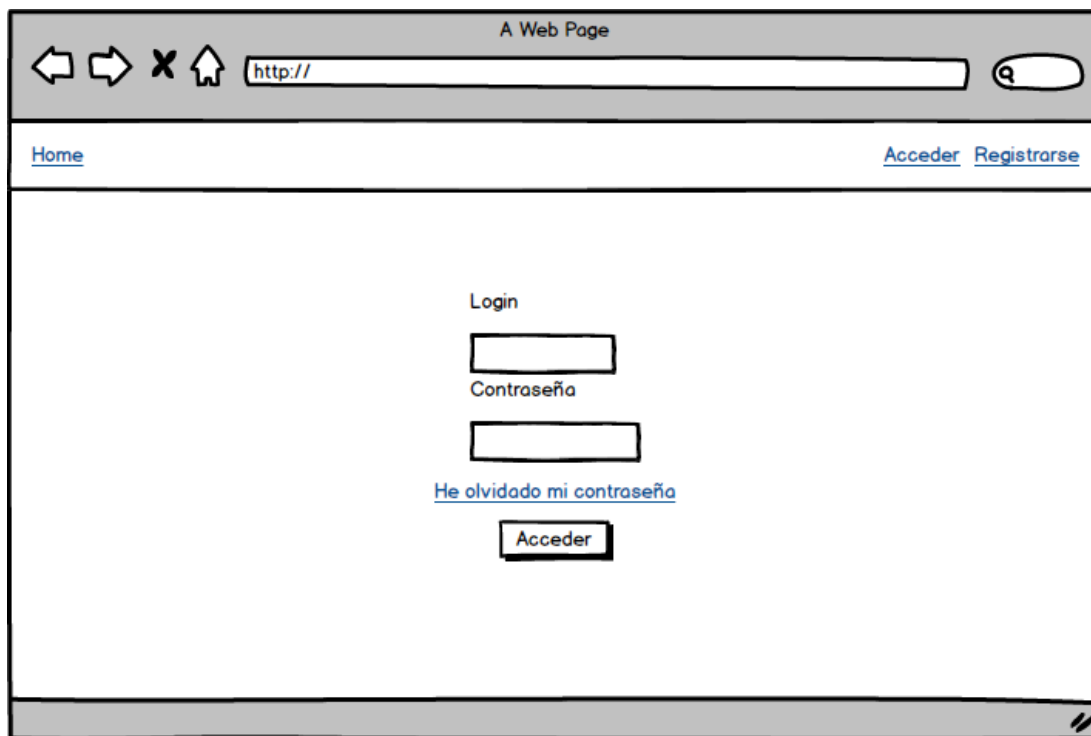 A Web Page
http://
Home Acceder Registrarse
Login
Contraseña
He olvidado mi contraseña
Acceder